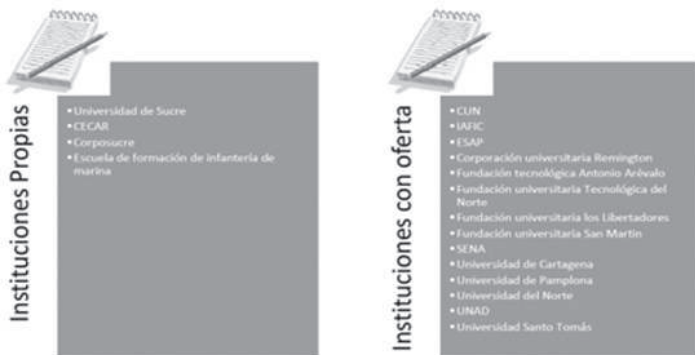 Instituciones Propias
• Universidad de Sucre
• CECAR
• Corposucre
• Escuela de formación de infantería de
marina
Instituciones con oferta
• CUN
• IAFIC
• ESAP
• Corporación universitaria Remington
• Fundación tecnológica Antonio Arévalo
• Fundación universitaria Tecnológica del
Norte
• Fundación universitaria los Libertadores
• Fundación universitaria San Martín
• SENA
• Universidad de Cartagena
• Universidad de Pamplona
• Universidad del Norte
• UNAD
• Universidad Santo Tomás